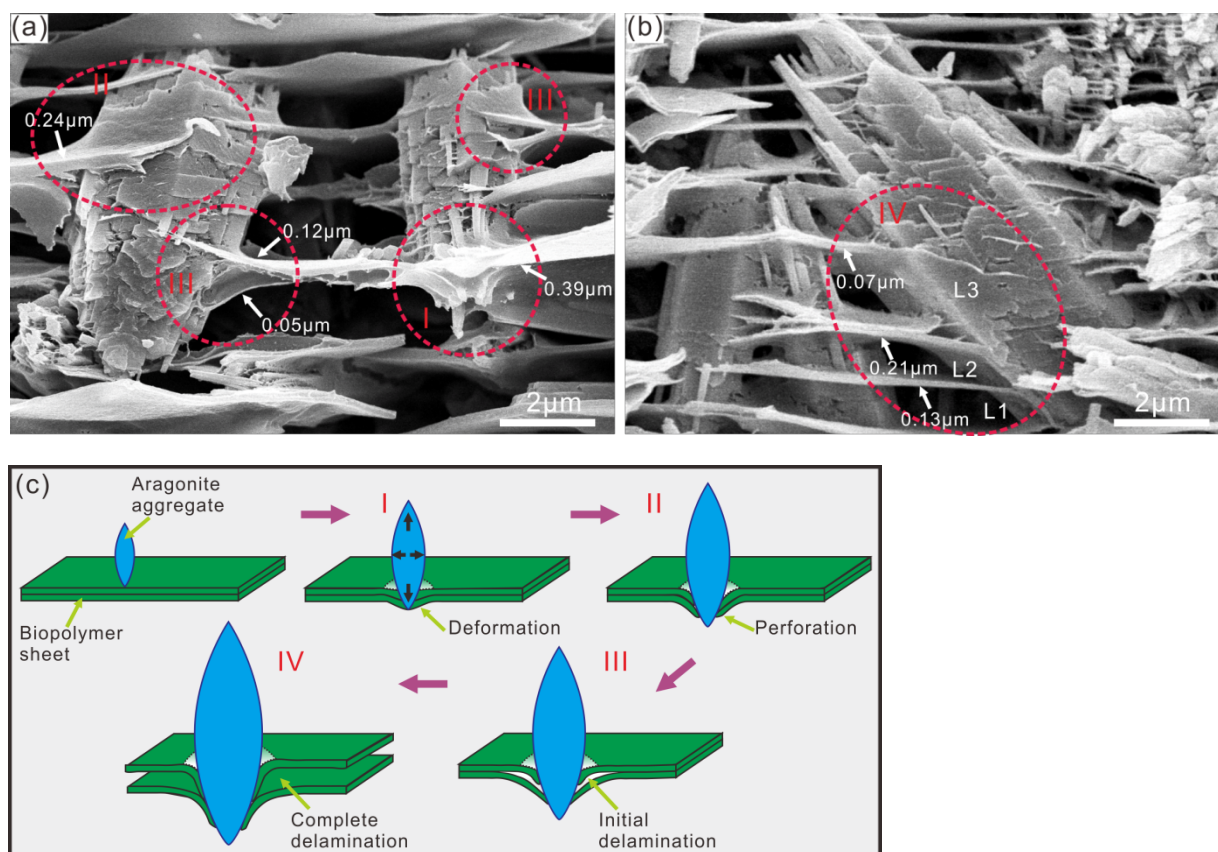 (a)
II
III
0.24μm
0.12μm
III
0.05μm
0.39μm
I
2μm
(b)
IV
0.07μm
L3
0.21μm
L2
0.13μm
L1
2μm
(c)
Aragonite
aggregate
Biopolymer
sheet
I
Deformation
II
Perforation
III
Initial
delamination
IV
Complete
delamination